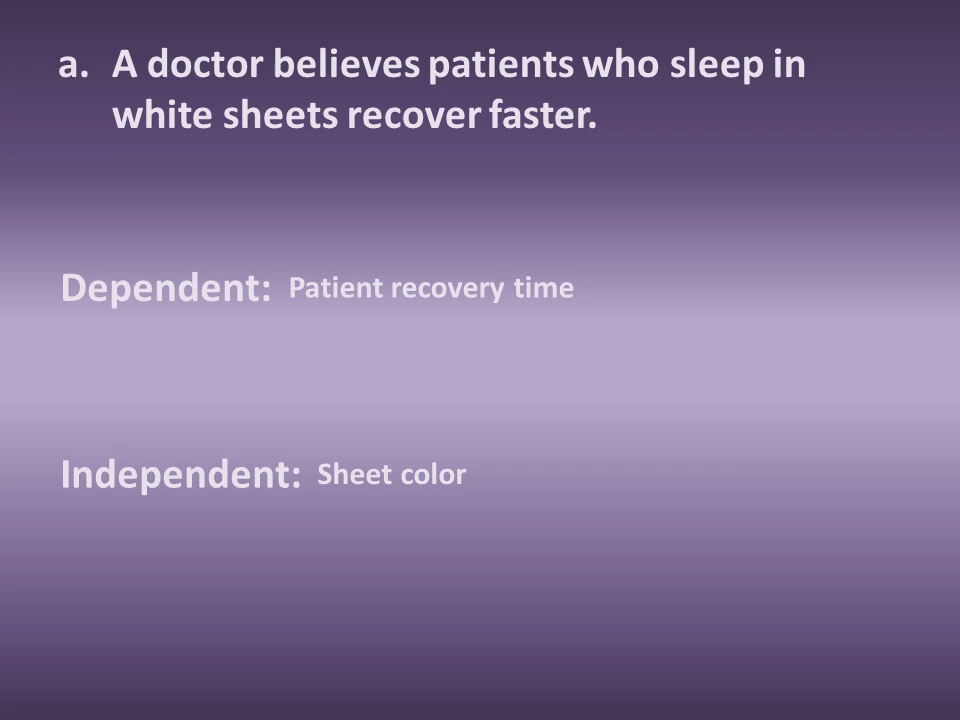 a. A doctor believes patients who sleep in
white sheets recover faster.
Dependent: Patient recovery time
Independent: Sheet color